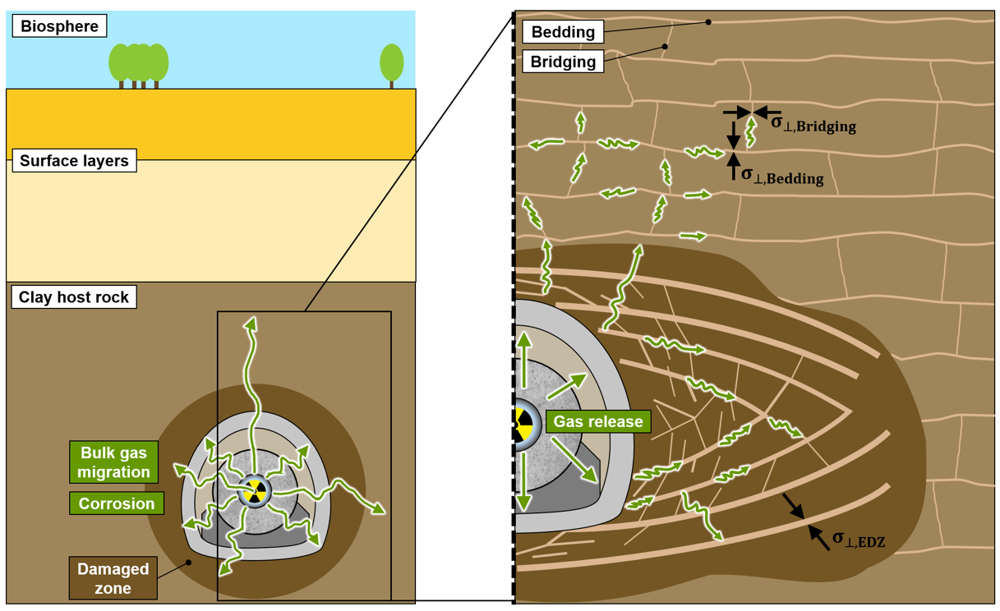 Biosphere
Surface layers
Clay host rock
Bulk gas
migration
Corrosion
Damaged
zone
Bedding
Bridging
σ⊥,Bridging
σ⊥,Bedding
Gas release
σ⊥,EDZ